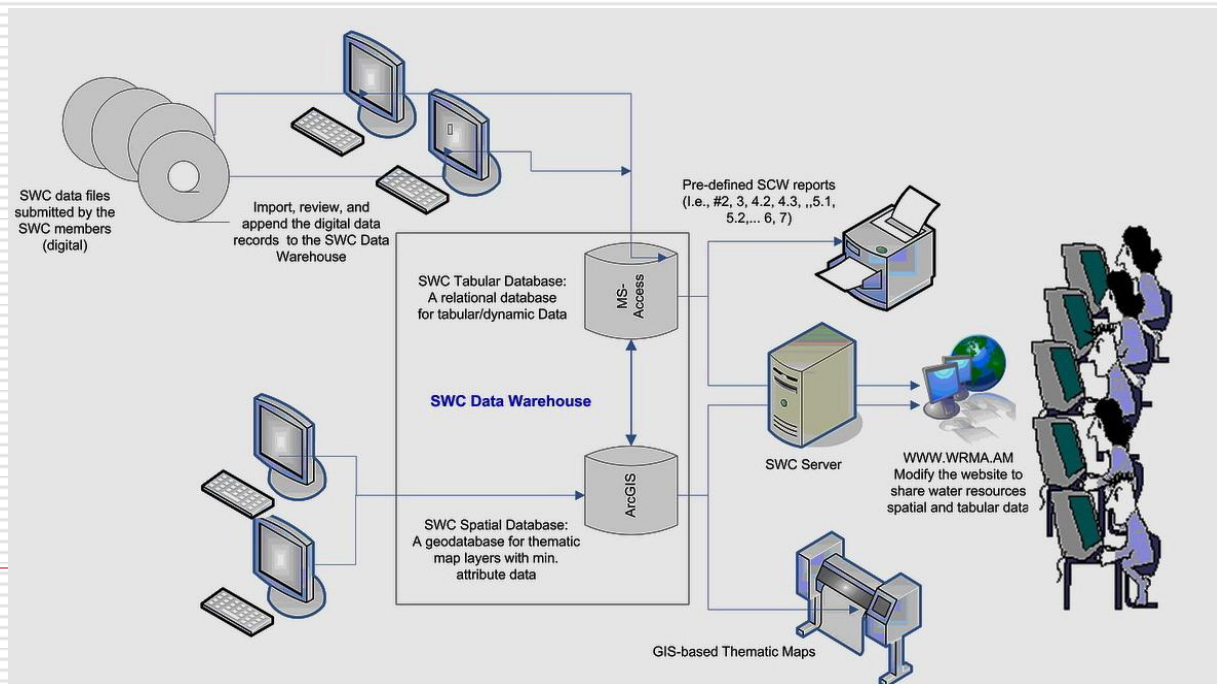 SWC data files
submitted by the
SWC members
(digital)
Import, review, and
append the digital data
records to the SWC Data
Warehouse
SWC Tabular Database:
A relational database
for tabular/dynamic Data
MS-
Access
Pre-defined SCW reports
(I.e., #2, 3, 4.2, 4.3, ,,5.1,
5.2,... 6, 7)
SWC Data Warehouse
SWC Server
WWW.WRMA.AM
Modify the website to
share water resources
spatial and tabular data
ArcGIS
SWC Spatial Database:
A geodatabase for thematic
map layers with min.
attribute data
GIS-based Thematic Maps